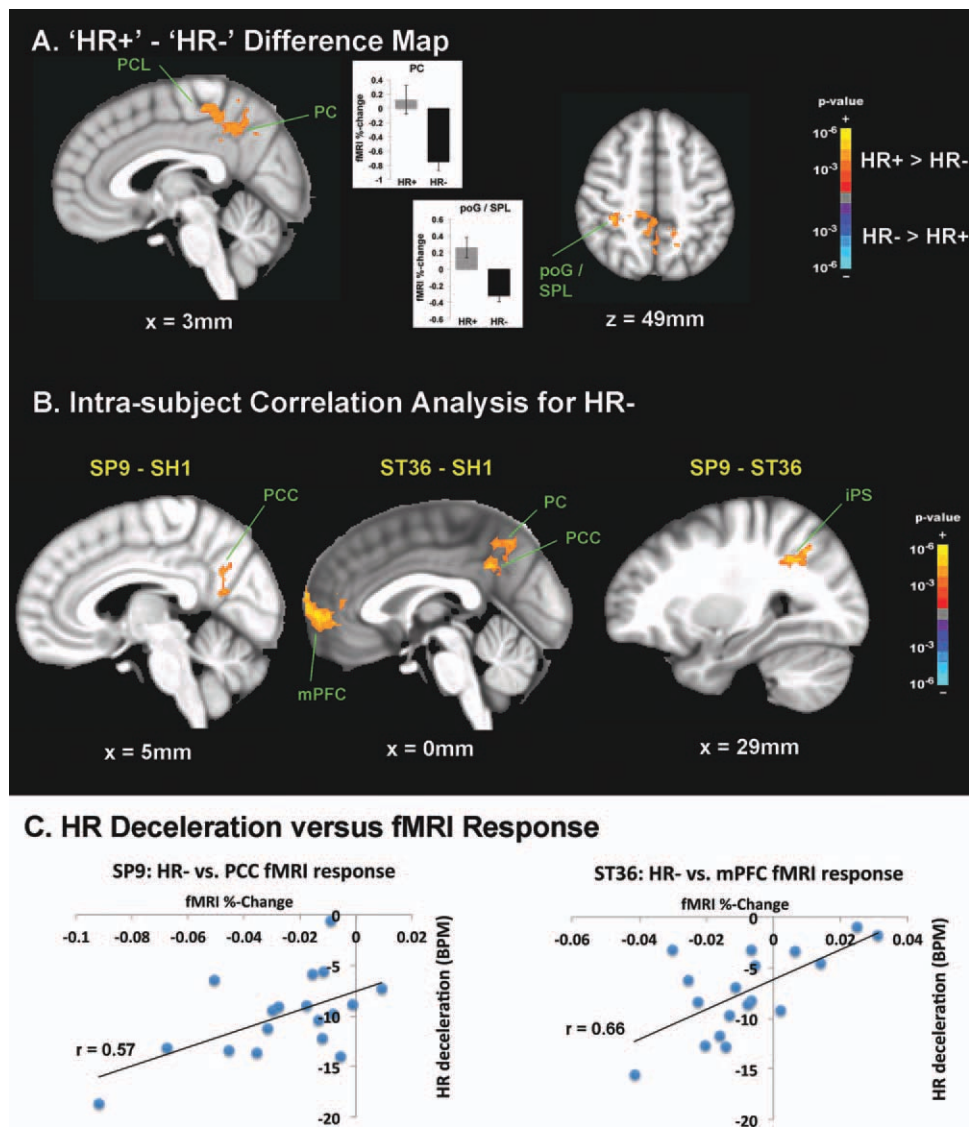 A. 'HR+' - 'HR-' Difference Map
PCL
PC
PC
0.4
0.2
0
-0.2
-0.4
-0.6
-0.8
-1
fMRI %-change
HR+ HR-
poG / SPL
0.6
0.4
0.2
0
-0.2
-0.4
-0.6
fMRI %-change
HR+ HR-
poG /
SPL
x = 3mm
z = 49mm
p-value
+
10-6
10-3
10-3
10-6
–
HR+ > HR-
HR- > HR+
B. Intra-subject Correlation Analysis for HR-
SP9 - SH1
ST36 - SH1
SP9 - ST36
PCC
PC
PCC
mPFC
iPS
p-value
+
10-6
10-3
10-3
10-6
–
x = 5mm
x = 0mm
x = 29mm
C. HR Deceleration versus fMRI Response
SP9: HR- vs. PCC fMRI response
fMRI %-Change
-0.1 -0.08 -0.06 -0.04 -0.02 0 0.02
0
-5
-10
-15
-20
HR deceleration (BPM)
r = 0.57
ST36: HR- vs. mPFC fMRI response
fMRI %-Change
-0.06 -0.04 -0.02 0 0.02 0.04
0
-5
-10
-15
-20
HR deceleration (BPM)
r = 0.66